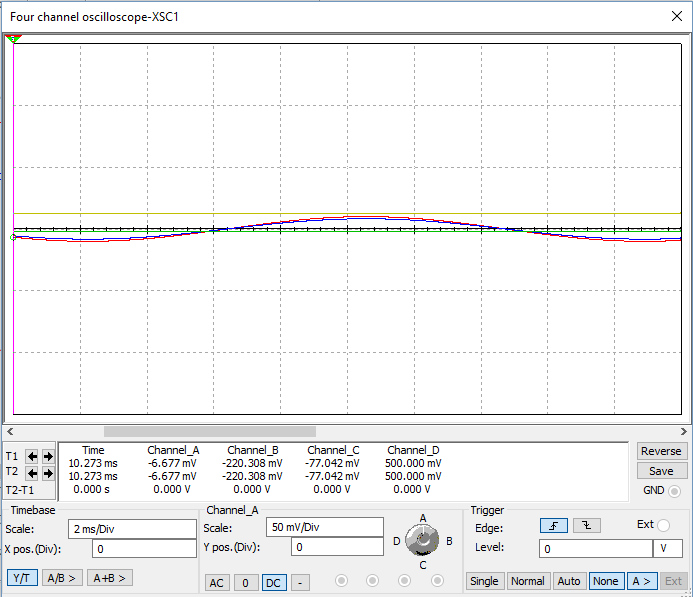 Four channel oscilloscope-XSC1
Time Channel_A Channel_B Channel_C Channel_D
T1 10.273 ms -6.677 mV -220.308 mV -77.042 mV 500.000 mV
T2 10.273 ms -6.677 mV -220.308 mV -77.042 mV 500.000 mV
T2-T1 0.000 s 0.000 V 0.000 V 0.000 V 0.000 V
Reverse
Save
GND
Timebase
Scale: 2 ms/Div
X pos.(Div): 0
Y/T A/B > A+B >
Channel_A
Scale: 50 mV/Div
Y pos.(Div): 0
AC 0 DC -
A
D B
C
Trigger
Edge: Ext
Level: 0 V
Single Normal Auto None A > Ext